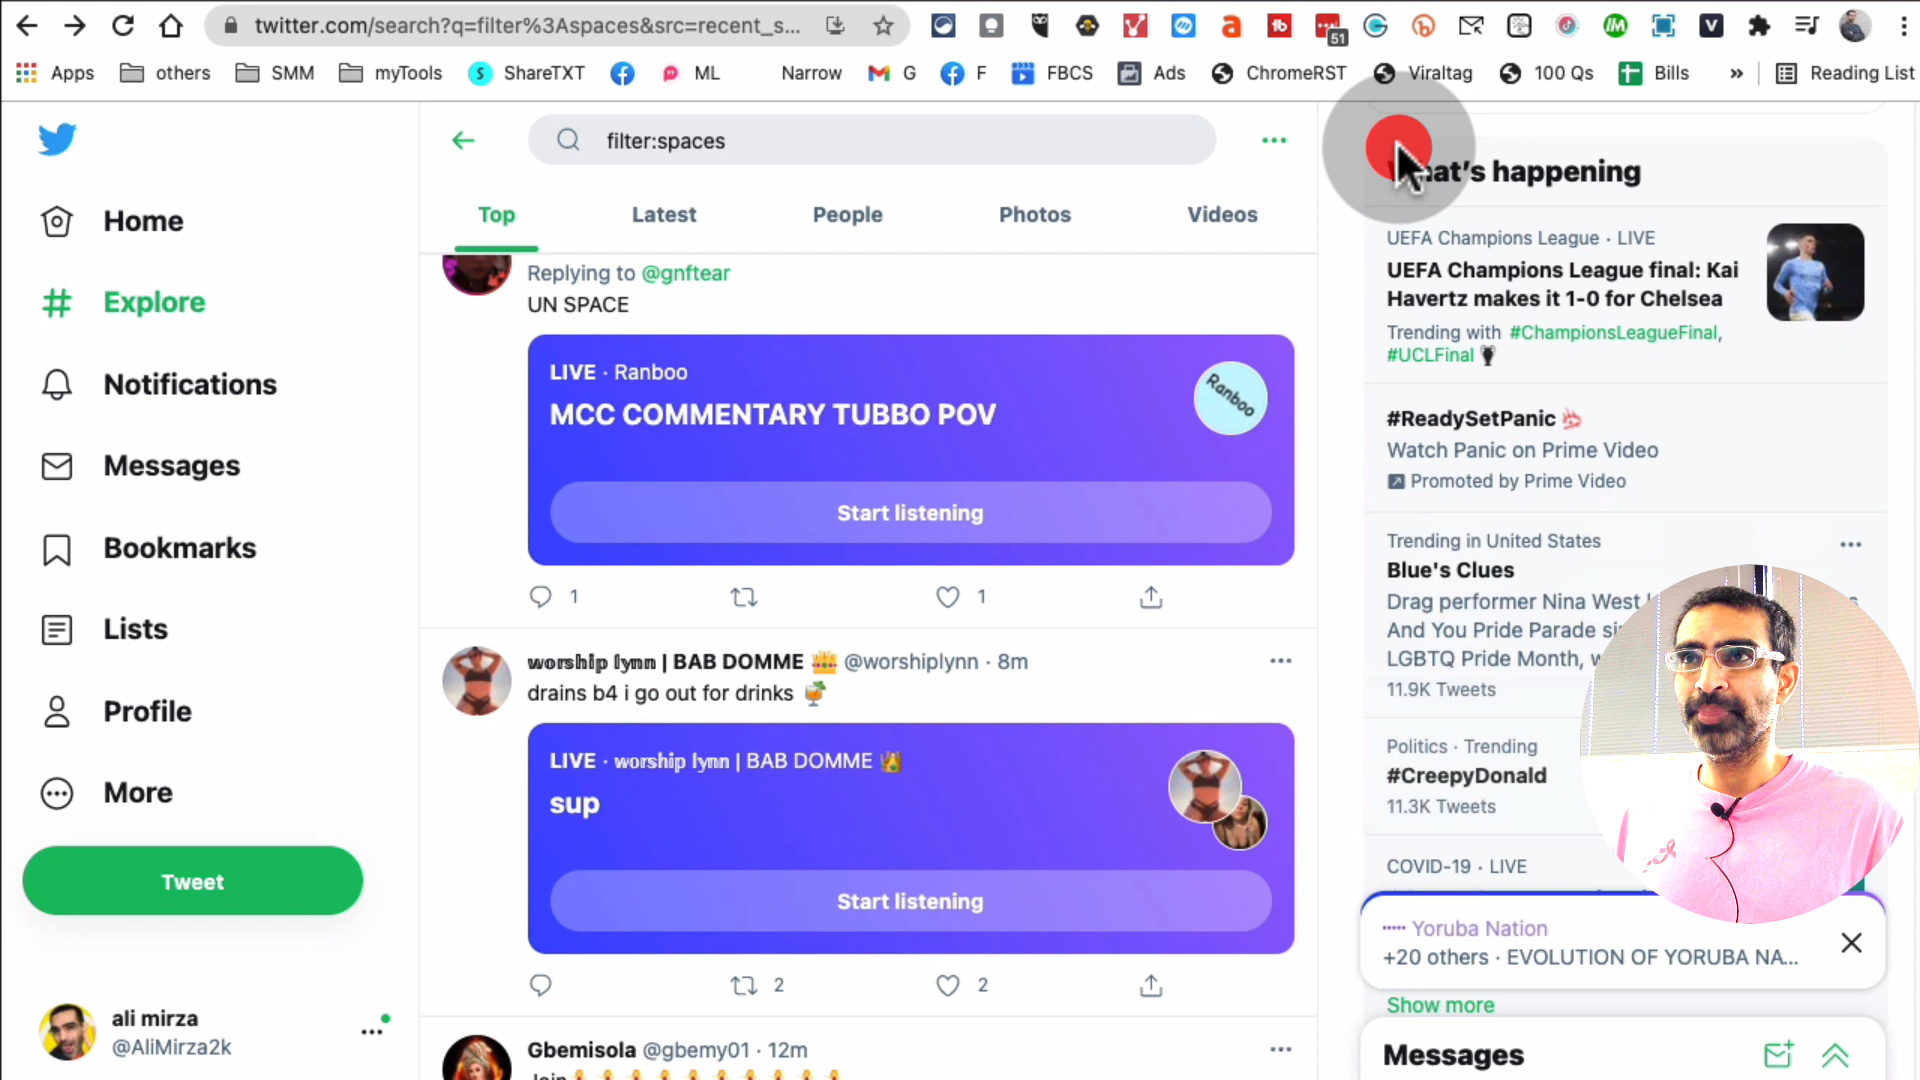 twitter.com/search?q=filter%3Aspaces&src=recent_s...
51
Apps others SMM myTools ShareTXT ML Narrow G F FBCS Ads ChromeRST Viraltag 100 Qs Bills » Reading List
Home
Explore
Notifications
Messages
Bookmarks
Lists
Profile
More
Tweet
ali mirza
@AliMirza2k
filter:spaces
Top Latest People Photos Videos
Replying to @gnftear
UN SPACE
LIVE · Ranboo
Ranboo
MCC COMMENTARY TUBBO POV
Start listening
1 1
𝖜𝖔𝖗𝖘𝖍𝖎𝖕 𝖑𝖞𝖓𝖓 | BAB DOMME 👑 @worshiplynn · 8m
drains b4 i go out for drinks 🍹
LIVE · 𝖜𝖔𝖗𝖘𝖍𝖎𝖕 𝖑𝖞𝖓𝖓 | BAB DOMME 👑
sup
Start listening
2 2
Gbemisola @gbemy01 · 12m
Join
What's happening
UEFA Champions League · LIVE
UEFA Champions League final: Kai
Havertz makes it 1-0 for Chelsea
Trending with #ChampionsLeagueFinal,
#UCLFinal
#ReadySetPanic
Watch Panic on Prime Video
Promoted by Prime Video
Trending in United States
Blue's Clues
Drag performer Nina West
And You Pride Parade
LGBTQ Pride Month,
11.9K Tweets
Politics · Trending
#CreepyDonald
11.3K Tweets
COVID-19 · LIVE
Yoruba Nation
+20 others · EVOLUTION OF YORUBA NA...
Show more
Messages